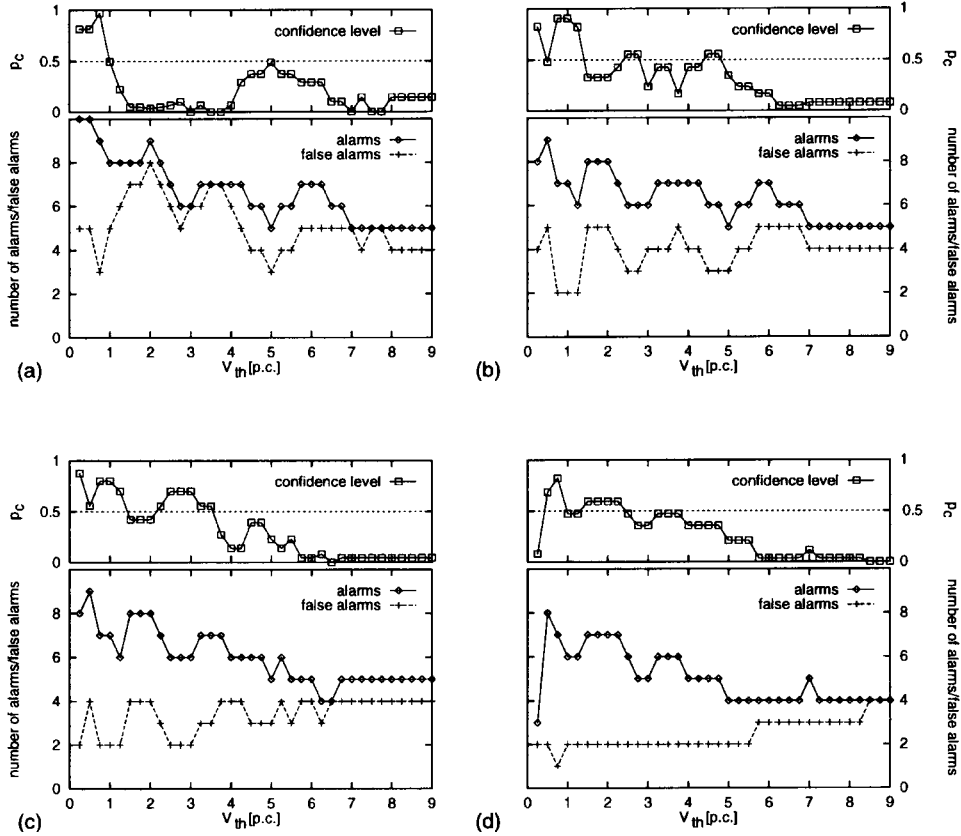 1
confidence level
0.5
p_c
0
alarms
false alarms
8
6
4
2
0
number of alarms/false alarms
0 1 2 3 4 5 6 7 8 9
V_th [p.c.]
(a)
1
confidence level
0.5
p_c
0
alarms
false alarms
8
6
4
2
0
number of alarms/false alarms
0 1 2 3 4 5 6 7 8 9
V_th [p.c.]
(b)
1
confidence level
0.5
p_c
0
alarms
false alarms
8
6
4
2
0
number of alarms/false alarms
0 1 2 3 4 5 6 7 8 9
V_th [p.c.]
(c)
1
confidence level
0.5
p_c
0
alarms
false alarms
8
6
4
2
0
number of alarms/false alarms
0 1 2 3 4 5 6 7 8 9
V_th [p.c.]
(d)